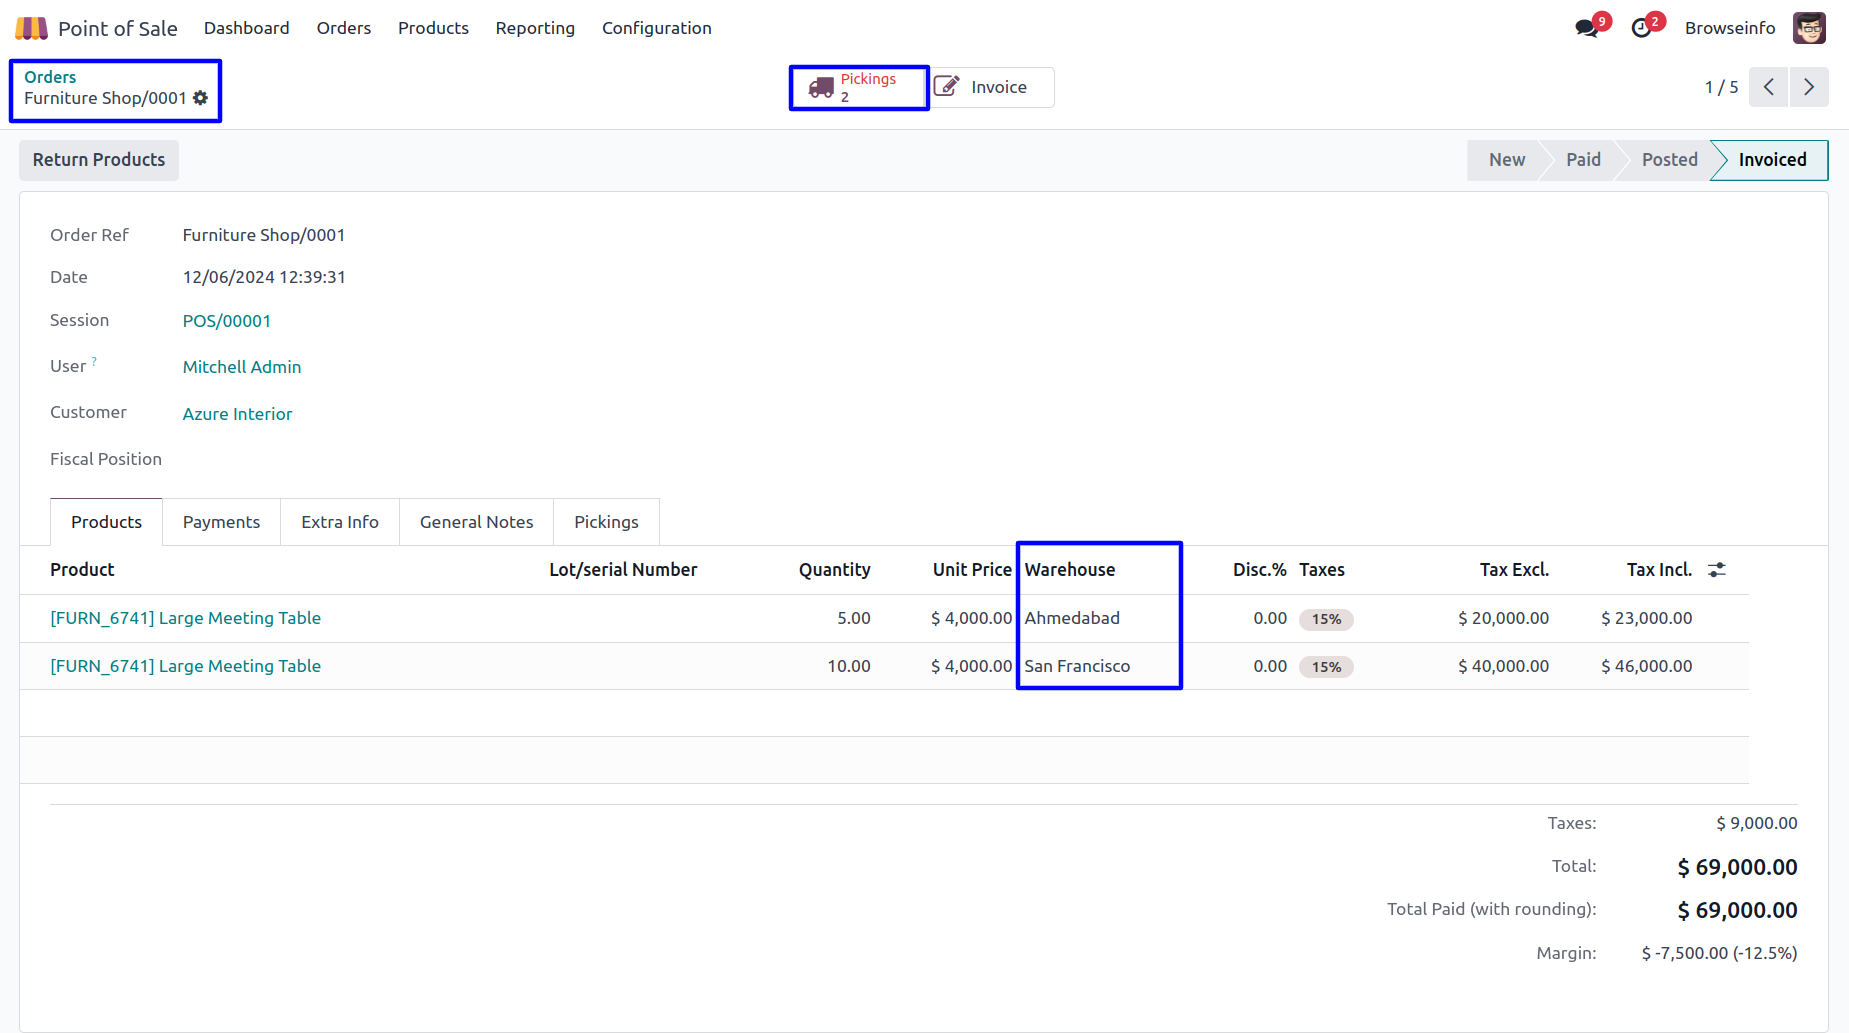 Point of Sale Dashboard Orders Products Reporting Configuration 9 2 Browseinfo
Orders
Furniture Shop/0001
Pickings
2
Invoice
1 / 5
Return Products
New Paid Posted Invoiced
Order Ref Furniture Shop/0001
Date 12/06/2024 12:39:31
Session POS/00001
User ? Mitchell Admin
Customer Azure Interior
Fiscal Position
Products Payments Extra Info General Notes Pickings
Product Lot/serial Number Quantity Unit Price Warehouse Disc.% Taxes Tax Excl. Tax Incl.
[FURN_6741] Large Meeting Table 5.00 $ 4,000.00 Ahmedabad 0.00 15% $ 20,000.00 $ 23,000.00
[FURN_6741] Large Meeting Table 10.00 $ 4,000.00 San Francisco 0.00 15% $ 40,000.00 $ 46,000.00
Taxes: $ 9,000.00
Total: $ 69,000.00
Total Paid (with rounding): $ 69,000.00
Margin: $ -7,500.00 (-12.5%)